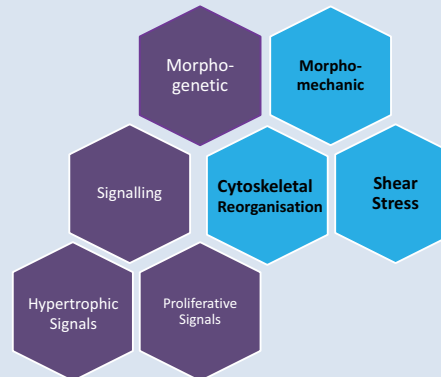 Morpho-
genetic
Morpho-
mechanic
Signalling
Cytoskeletal
Reorganisation
Shear
Stress
Hypertrophic
Signals
Proliferative
Signals